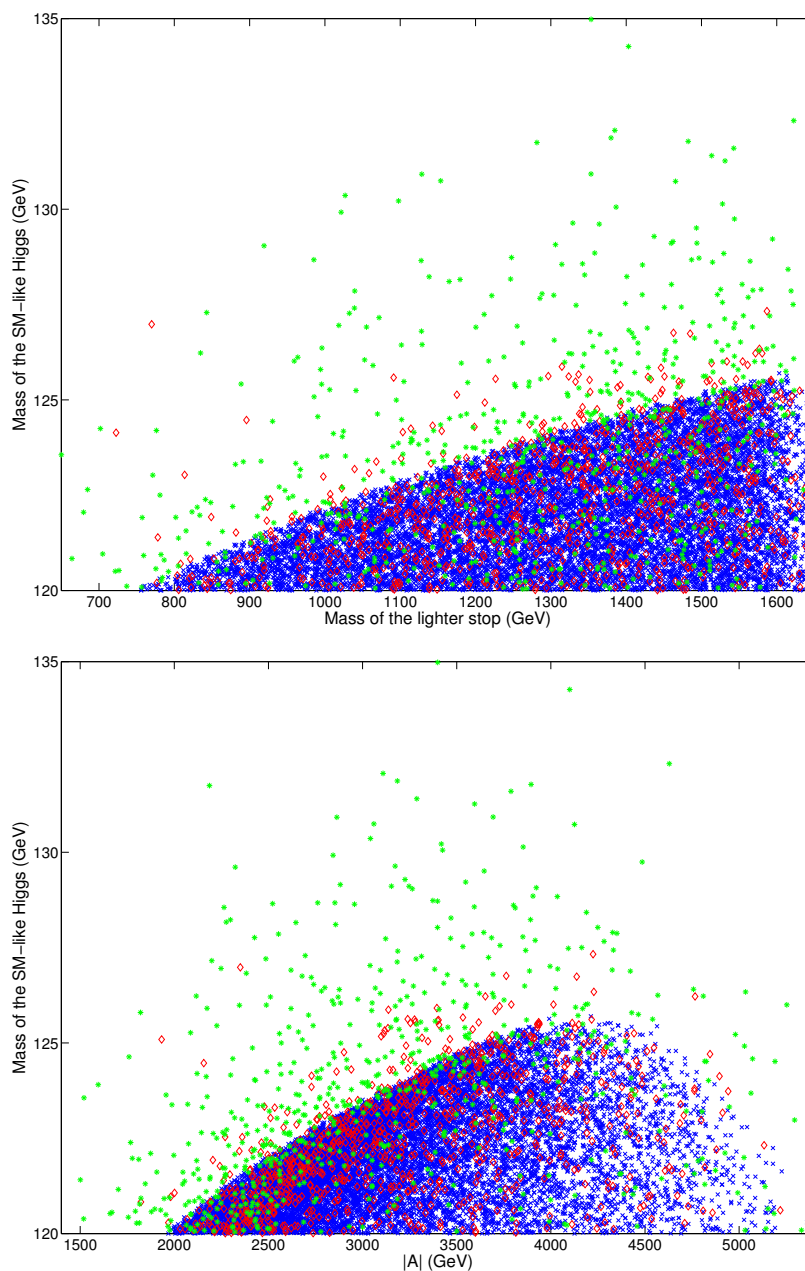 135
130
125
120
Mass of the SM−like Higgs (GeV)
700 800 900 1000 1100 1200 1300 1400 1500 1600
Mass of the lighter stop (GeV)
135
130
125
120
Mass of the SM−like Higgs (GeV)
1500 2000 2500 3000 3500 4000 4500 5000
|A| (GeV)